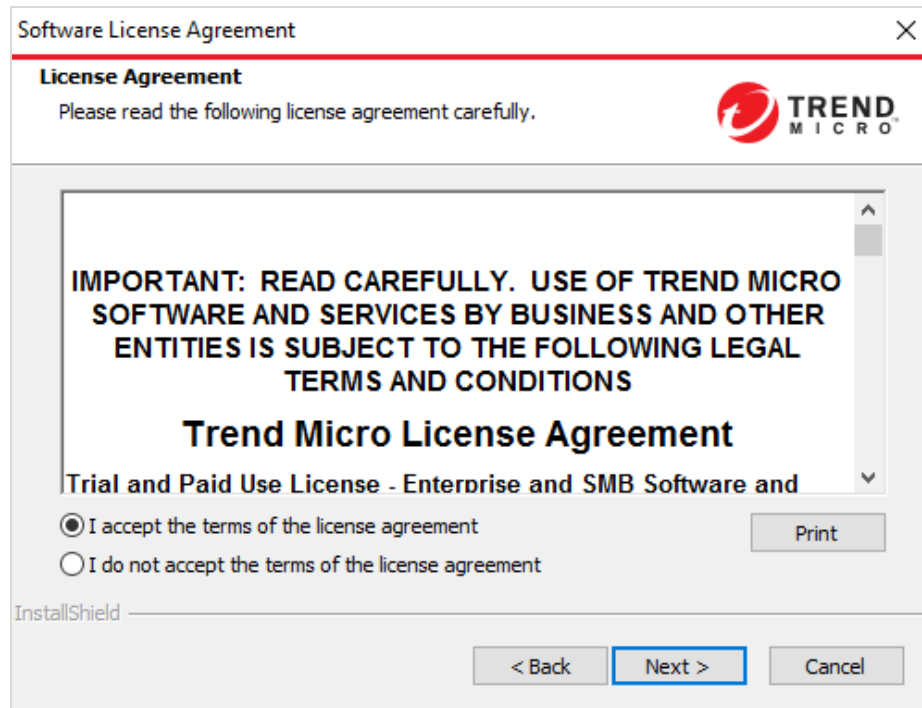 Software License Agreement
License Agreement
Please read the following license agreement carefully.
TREND
MICRO™
IMPORTANT:  READ CAREFULLY.  USE OF TREND MICRO
SOFTWARE AND SERVICES BY BUSINESS AND OTHER
ENTITIES IS SUBJECT TO THE FOLLOWING LEGAL
TERMS AND CONDITIONS
Trend Micro License Agreement
Trial and Paid Use License - Enterprise and SMB Software and
I accept the terms of the license agreement
Print
I do not accept the terms of the license agreement
InstallShield
< Back
Next >
Cancel